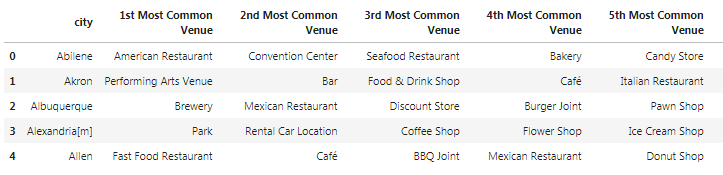 city 1st Most Common Venue 2nd Most Common Venue 3rd Most Common Venue 4th Most Common Venue 5th Most Common Venue
0 Abilene American Restaurant Convention Center Seafood Restaurant Bakery Candy Store
1 Akron Performing Arts Venue Bar Food & Drink Shop Café Italian Restaurant
2 Albuquerque Brewery Mexican Restaurant Discount Store Burger Joint Pawn Shop
3 Alexandria[m] Park Rental Car Location Coffee Shop Flower Shop Ice Cream Shop
4 Allen Fast Food Restaurant Café BBQ Joint Mexican Restaurant Donut Shop